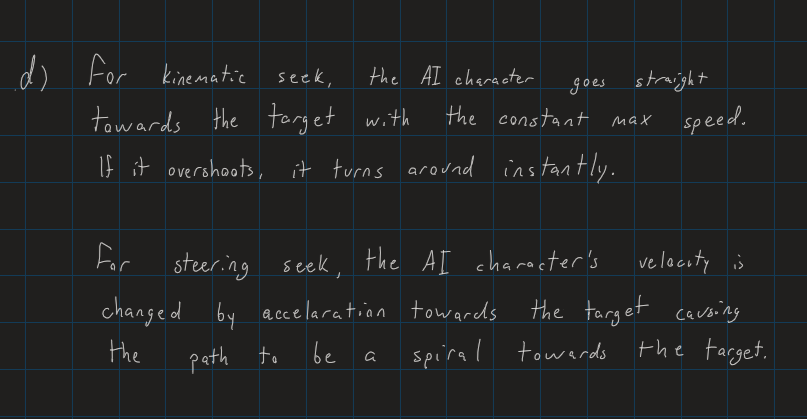 d) For kinematic seek, the AI character goes straight
towards the target with the constant max speed.
If it overshoots, it turns around instantly.
For steering seek, the AI character's velocity is
changed by accelaration towards the target causing
the path to be a spiral towards the target.